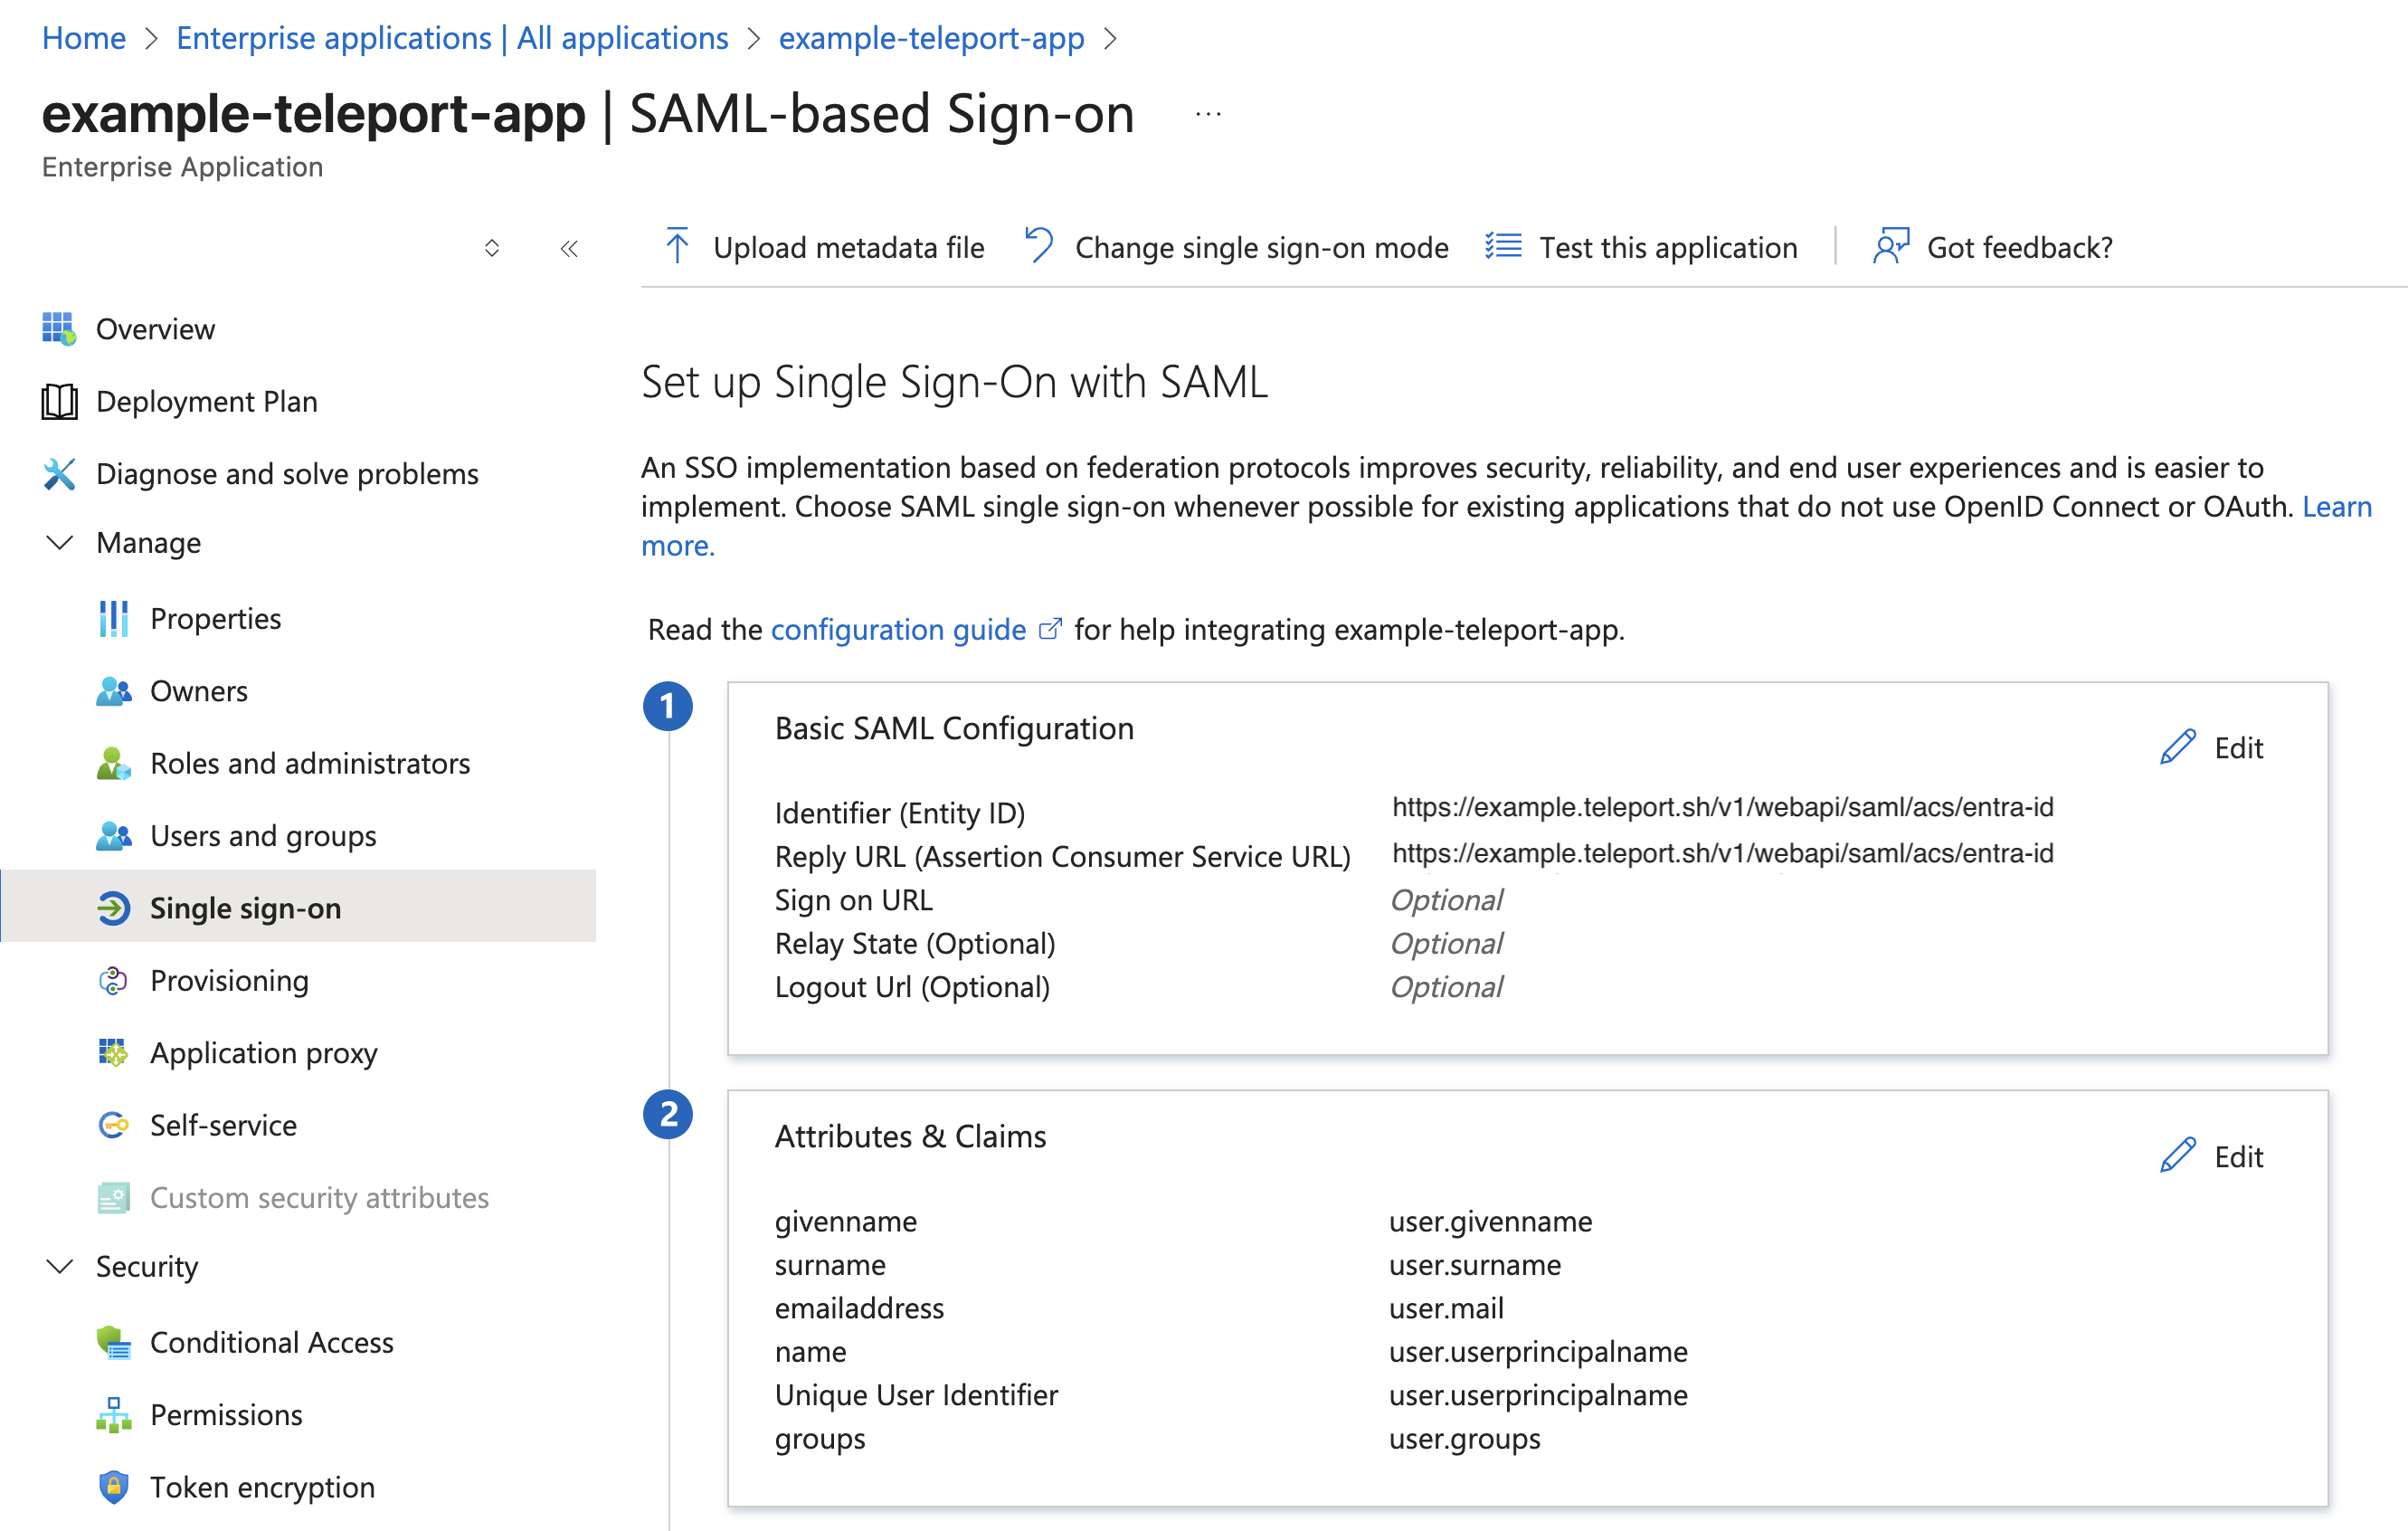 Home > Enterprise applications | All applications > example-teleport-app >
example-teleport-app | SAML-based Sign-on ...
Enterprise Application
Upload metadata file Change single sign-on mode Test this application | Got feedback?
Overview
Deployment Plan
Diagnose and solve problems
Manage
Properties
Owners
Roles and administrators
Users and groups
Single sign-on
Provisioning
Application proxy
Self-service
Custom security attributes
Security
Conditional Access
Permissions
Token encryption
Set up Single Sign-On with SAML
An SSO implementation based on federation protocols improves security, reliability, and end user experiences and is easier to
implement. Choose SAML single sign-on whenever possible for existing applications that do not use OpenID Connect or OAuth. Learn
more.
Read the configuration guide for help integrating example-teleport-app.
1
Basic SAML Configuration
Edit
Identifier (Entity ID) https://example.teleport.sh/v1/webapi/saml/acs/entra-id
Reply URL (Assertion Consumer Service URL) https://example.teleport.sh/v1/webapi/saml/acs/entra-id
Sign on URL Optional
Relay State (Optional) Optional
Logout Url (Optional) Optional
2
Attributes & Claims
Edit
givenname user.givenname
surname user.surname
emailaddress user.mail
name user.userprincipalname
Unique User Identifier user.userprincipalname
groups user.groups